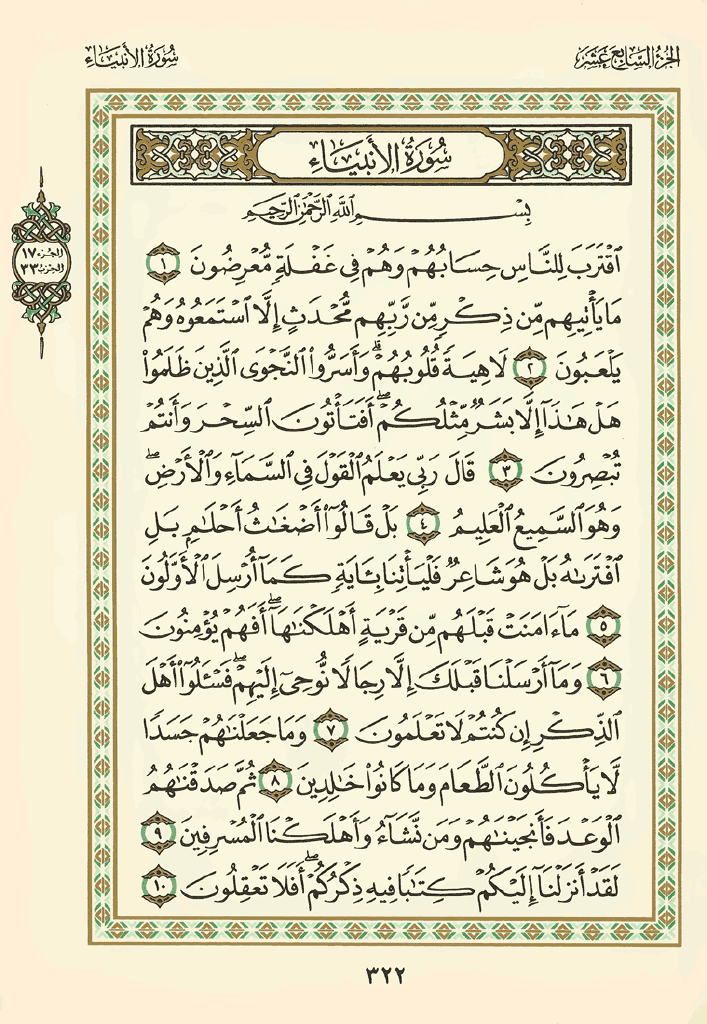 الجزء السابع عشر
سورة الأنبياء
سُورَةُ الأَنبِيَاءِ
بِسۡمِ ٱللَّهِ ٱلرَّحۡمَٰنِ ٱلرَّحِيمِ
ٱقۡتَرَبَ لِلنَّاسِ حِسَابُهُمۡ وَهُمۡ فِي غَفۡلَةٖ مُّعۡرِضُونَ ١
مَا يَأۡتِيهِم مِّن ذِكۡرٖ مِّن رَّبِّهِم مُّحۡدَثٍ إِلَّا ٱسۡتَمَعُوهُ وَهُمۡ
يَلۡعَبُونَ ٢ لَاهِيَةٗ قُلُوبُهُمۡۗ وَأَسَرُّواْ ٱلنَّجۡوَى ٱلَّذِينَ ظَلَمُواْ
هَلۡ هَٰذَآ إِلَّا بَشَرٞ مِّثۡلُكُمۡۖ أَفَتَأۡتُونَ ٱلسِّحۡرَ وَأَنتُمۡ
تُبۡصِرُونَ ٣ قَالَ رَبِّي يَعۡلَمُ ٱلۡقَوۡلَ فِي ٱلسَّمَآءِ وَٱلۡأَرۡضِۖ
وَهُوَ ٱلسَّمِيعُ ٱلۡعَلِيمُ ٤ بَلۡ قَالُوٓاْ أَضۡغَٰثُ أَحۡلَٰمِۭ بَلِ
ٱفۡتَرَىٰهُ بَلۡ هُوَ شَاعِرٞ فَلۡيَأۡتِنَا بِـَٔايَةٖ كَمَآ أُرۡسِلَ ٱلۡأَوَّلُونَ
٥ مَآ ءَامَنَتۡ قَبۡلَهُم مِّن قَرۡيَةٍ أَهۡلَكۡنَٰهَآۖ أَفَهُمۡ يُؤۡمِنُونَ
٦ وَمَآ أَرۡسَلۡنَا قَبۡلَكَ إِلَّا رِجَالٗا نُّوحِيٓ إِلَيۡهِمۡۖ فَسۡـَٔلُوٓاْ أَهۡلَ
ٱلذِّكۡرِ إِن كُنتُمۡ لَا تَعۡلَمُونَ ٧ وَمَا جَعَلۡنَٰهُمۡ جَسَدٗا
لَّا يَأۡكُلُونَ ٱلطَّعَامَ وَمَا كَانُواْ خَٰلِدِينَ ٨ ثُمَّ صَدَقۡنَٰهُمُ
ٱلۡوَعۡدَ فَأَنجَيۡنَٰهُمۡ وَمَن نَّشَآءُ وَأَهۡلَكۡنَا ٱلۡمُسۡرِفِينَ ٩
لَقَدۡ أَنزَلۡنَآ إِلَيۡكُمۡ كِتَٰبٗا فِيهِ ذِكۡرُكُمۡۖ أَفَلَا تَعۡقِلُونَ ١٠
الجزء ١٧
الحزب ٣٣
٣٢٢